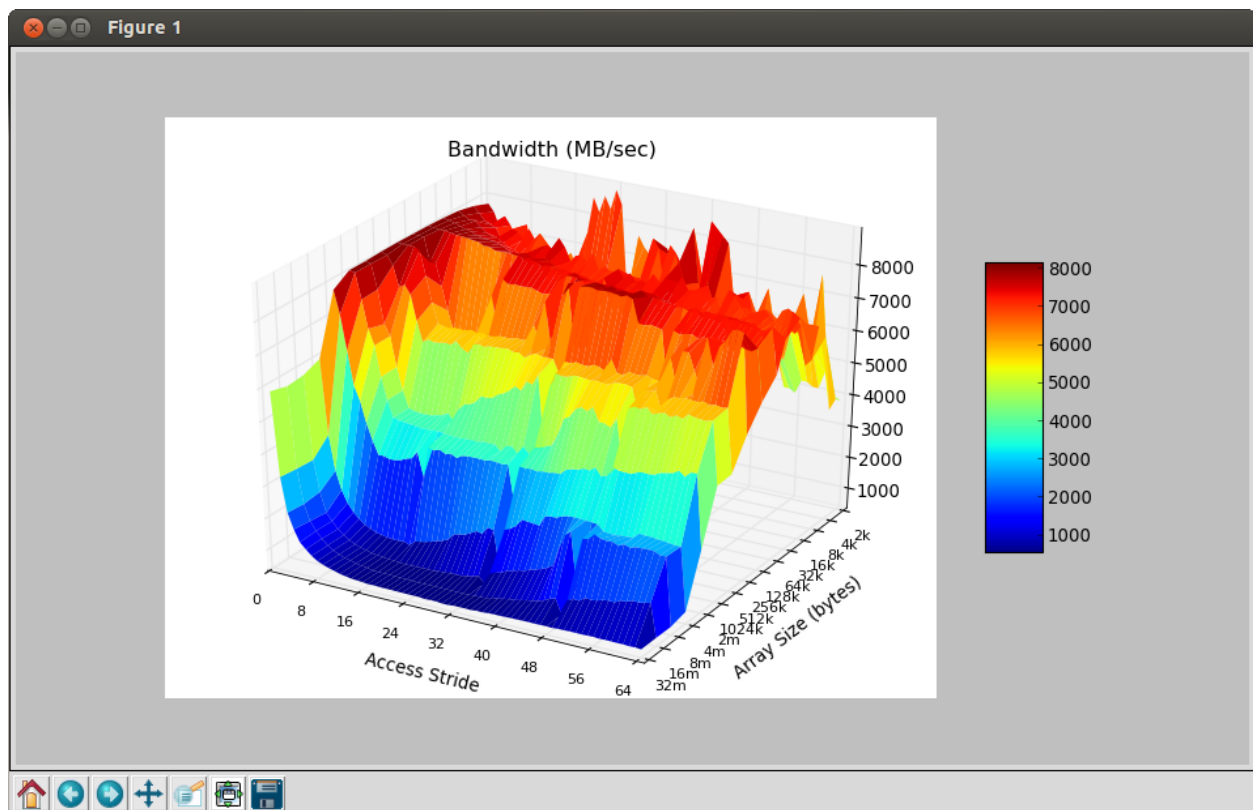 Figure 1
Bandwidth (MB/sec)
8000
7000
6000
5000
4000
3000
2000
1000
8000
7000
6000
5000
4000
3000
2000
1000
0
8
16
24
32
40
48
56
64
Access Stride
2k
4k
8k
16k
32k
64k
128k
256k
512k
1024k
2m
4m
8m
16m
32m
Array Size (bytes)